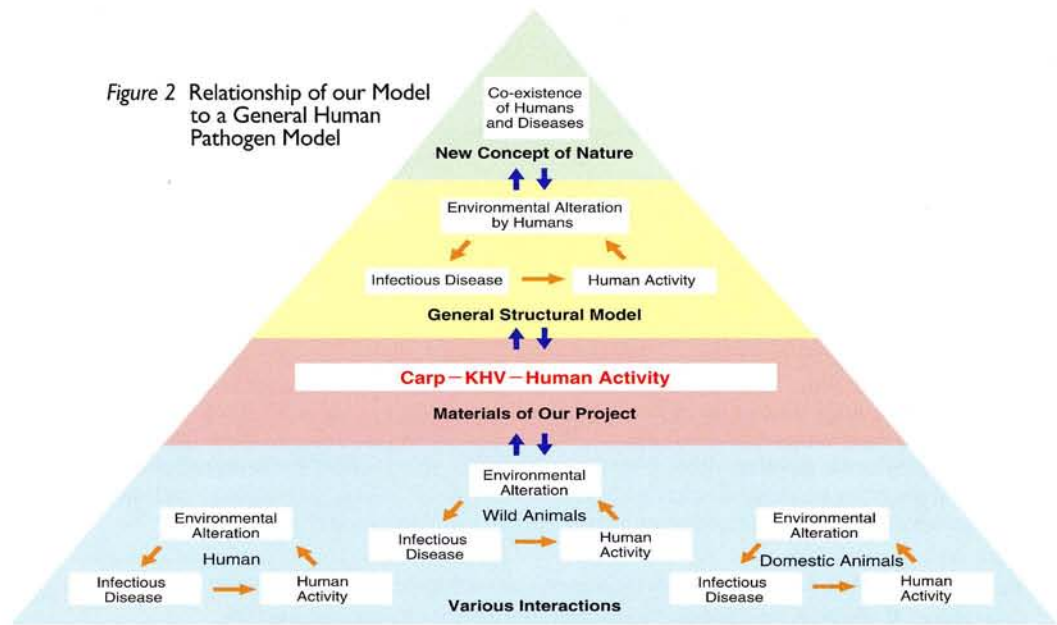 Figure 2 Relationship of our Model
to a General Human
Pathogen Model
Co-existence
of Humans
and Diseases
New Concept of Nature
Environmental Alteration
by Humans
Infectious Disease
Human Activity
General Structural Model
Carp–KHV–Human Activity
Materials of Our Project
Environmental
Alteration
Wild Animals
Infectious
Disease
Human
Activity
Environmental
Alteration
Human
Infectious
Disease
Human
Activity
Environmental
Alteration
Domestic Animals
Infectious
Disease
Human
Activity
Various Interactions